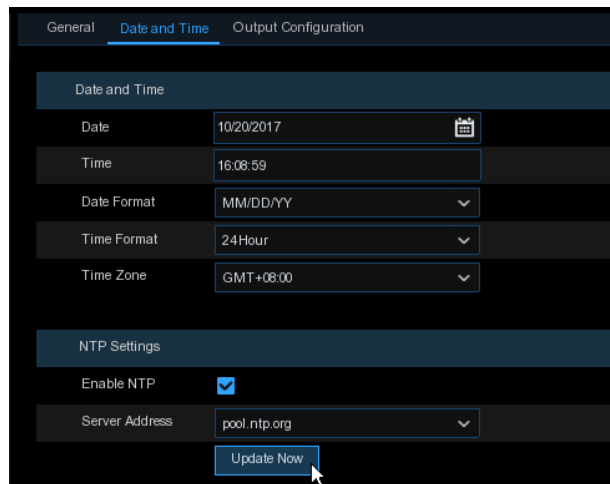 General Date and Time Output Configuration
Date and Time
Date 10/20/2017
Time 16:08:59
Date Format MM/DD/YY
Time Format 24Hour
Time Zone GMT+08:00
NTP Settings
Enable NTP
Server Address pool.ntp.org
Update Now